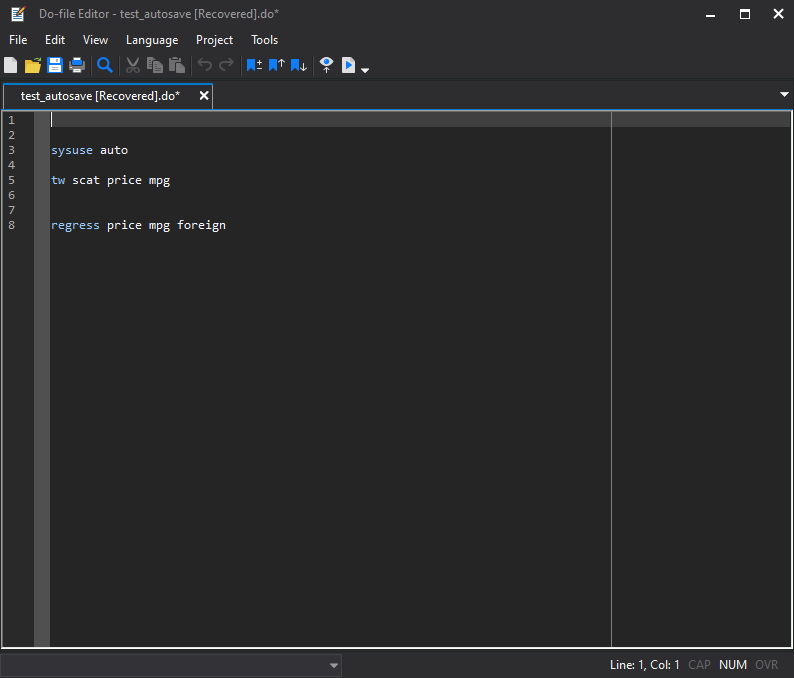 Do-file Editor - test_autosave [Recovered].do*
File Edit View Language Project Tools
test_autosave [Recovered].do*
1
2
3 sysuse auto
4
5 tw scat price mpg
6
7
8 regress price mpg foreign
Line: 1, Col: 1 CAP NUM OVR